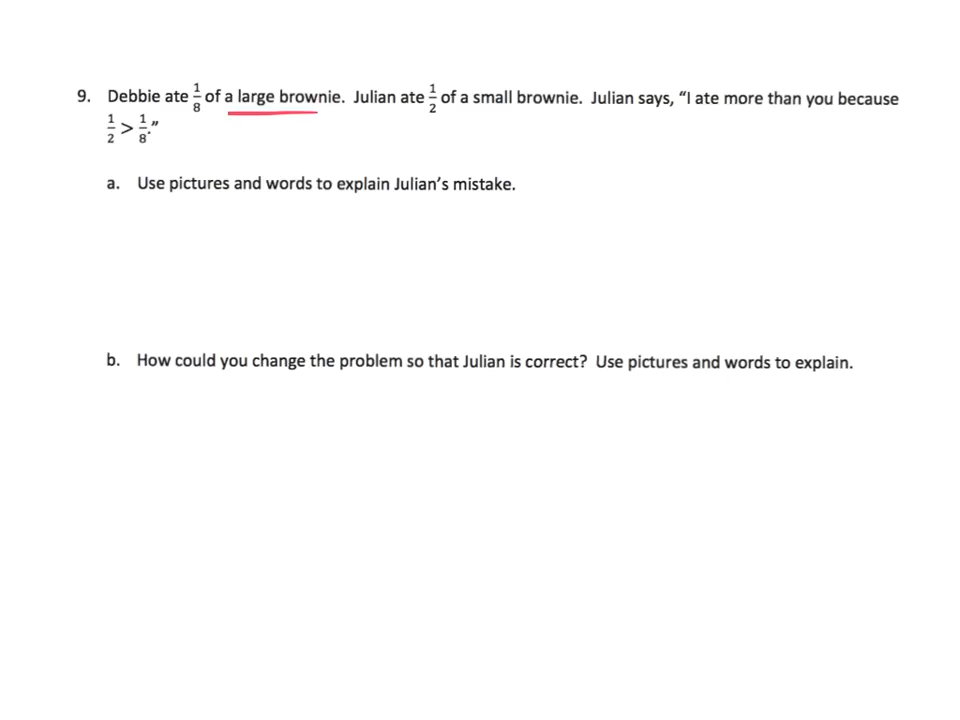 9. Debbie ate 1/8 of a large brownie. Julian ate 1/2 of a small brownie. Julian says, “I ate more than you because
1/2 > 1/8.”
a. Use pictures and words to explain Julian’s mistake.
b. How could you change the problem so that Julian is correct? Use pictures and words to explain.